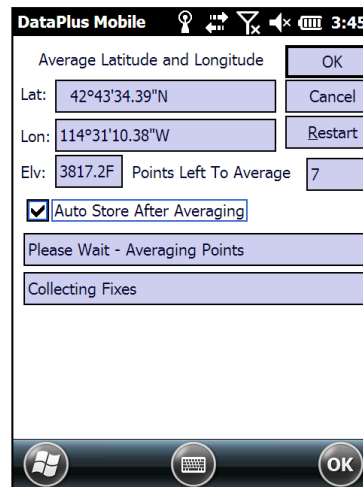 DataPlus Mobile 3:45
Average Latitude and Longitude OK
Lat: 42°43'34.39"N Cancel
Lon: 114°31'10.38"W Restart
Elv: 3817.2F Points Left To Average 7
Auto Store After Averaging
Please Wait - Averaging Points
Collecting Fixes
OK